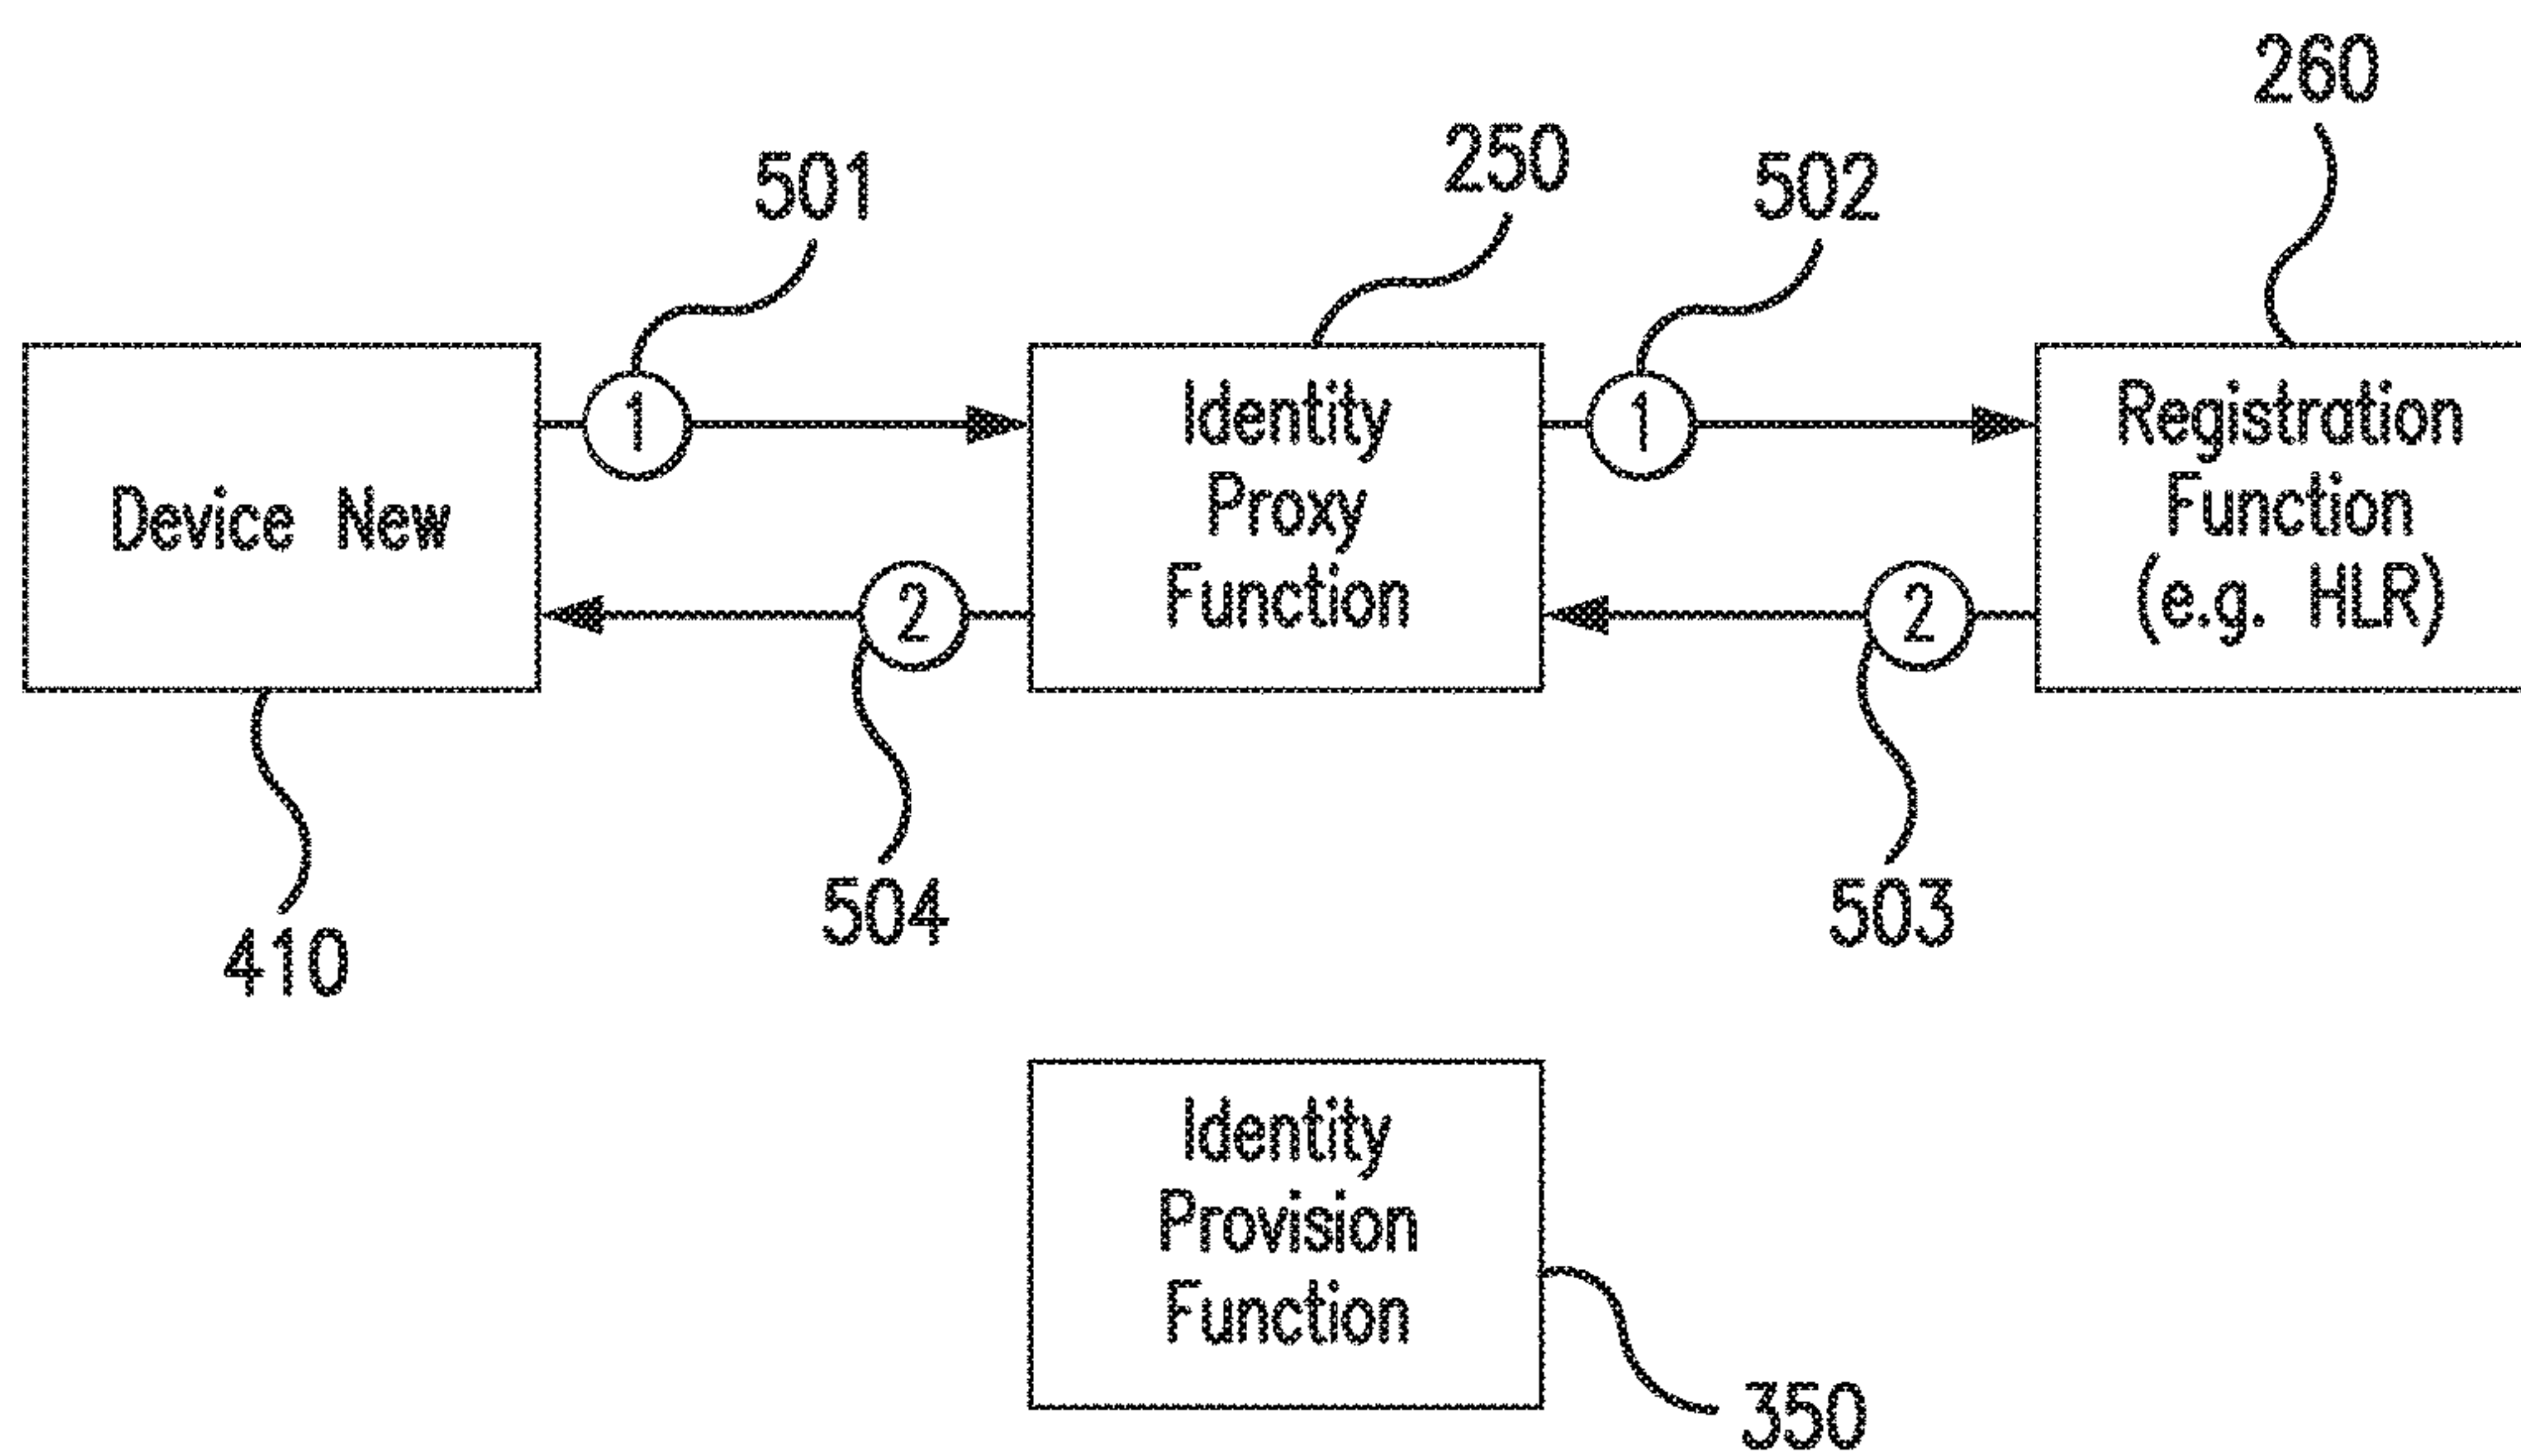 260
501
250
502
1
1
Device New
Identity
Proxy
Function
Registration
Function
(e.g. HLR)
2
2
504
503
410
Identity
Provision
Function
350